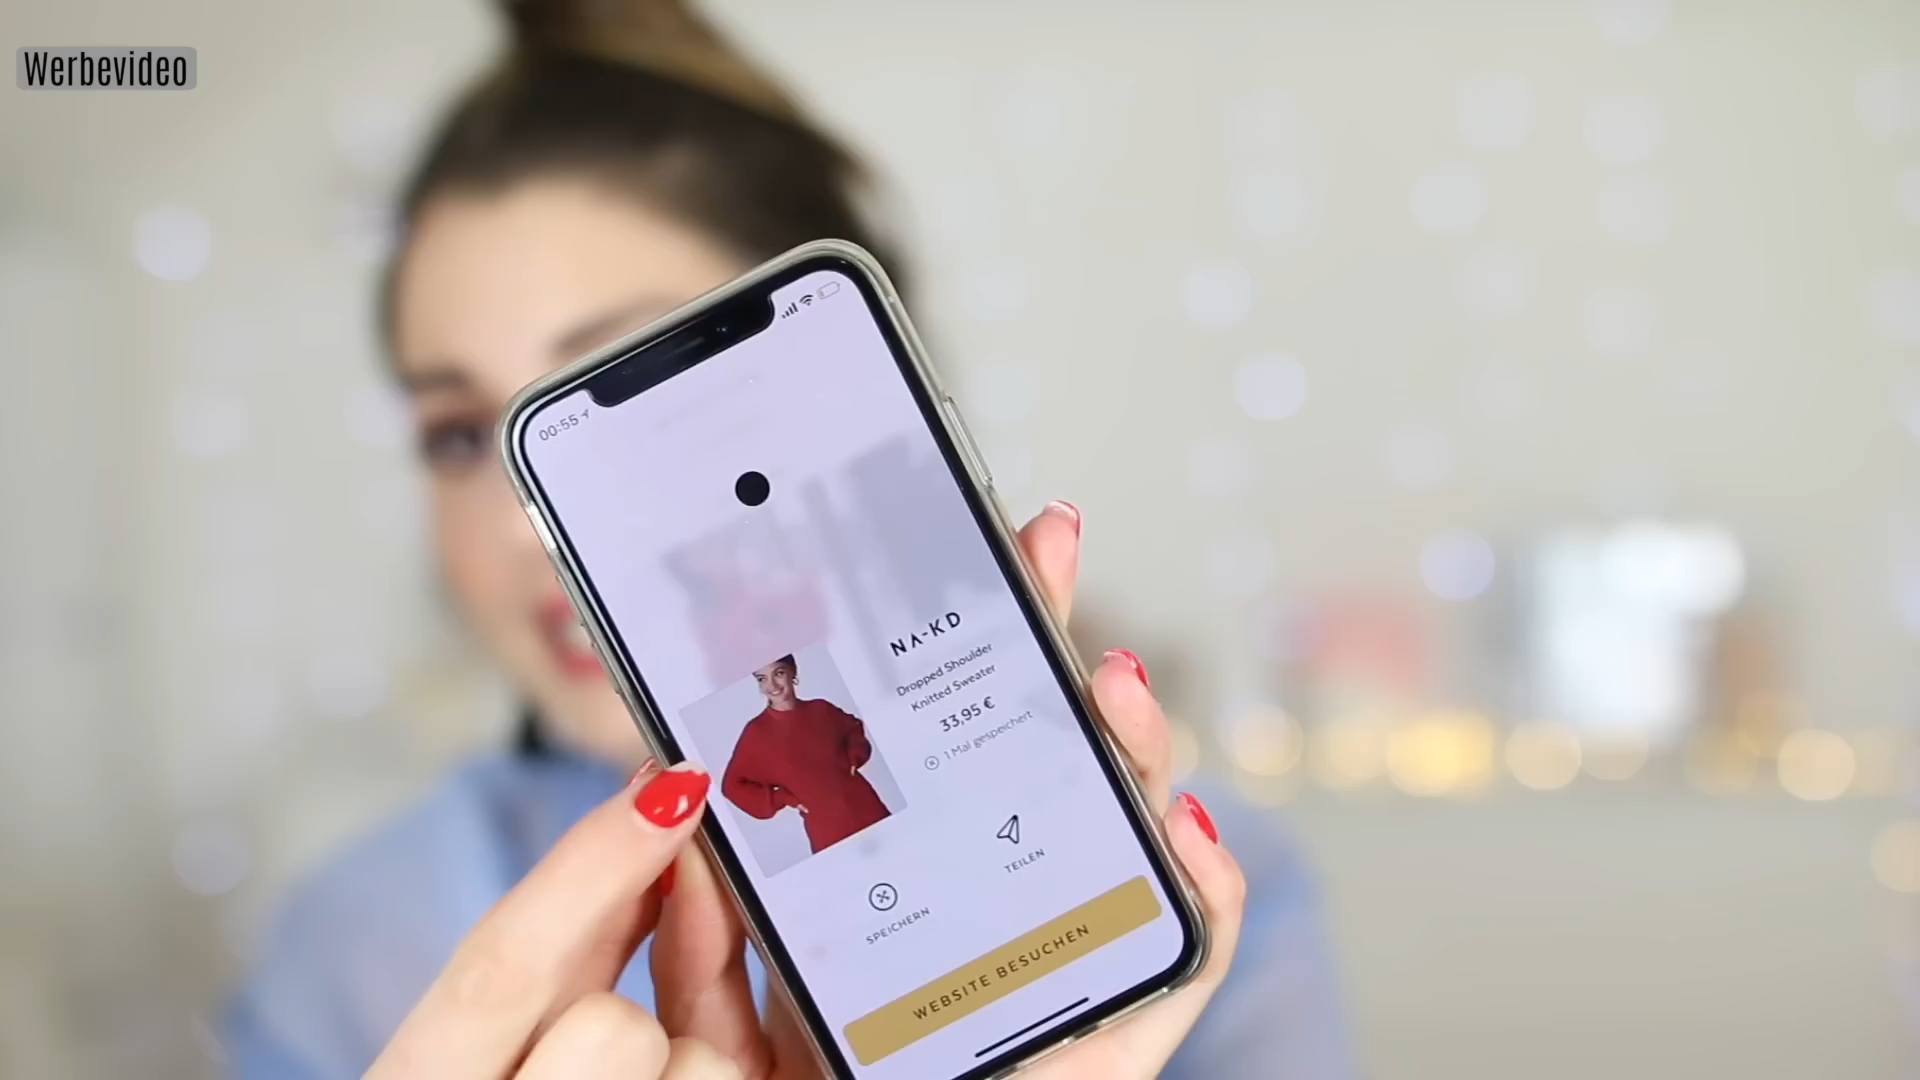 Werbevideo
00:55
NA-KD
Dropped Shoulder
Knitted Sweater
33,95 €
1 Mal gespeichert
SPEICHERN
TEILEN
WEBSITE BESUCHEN